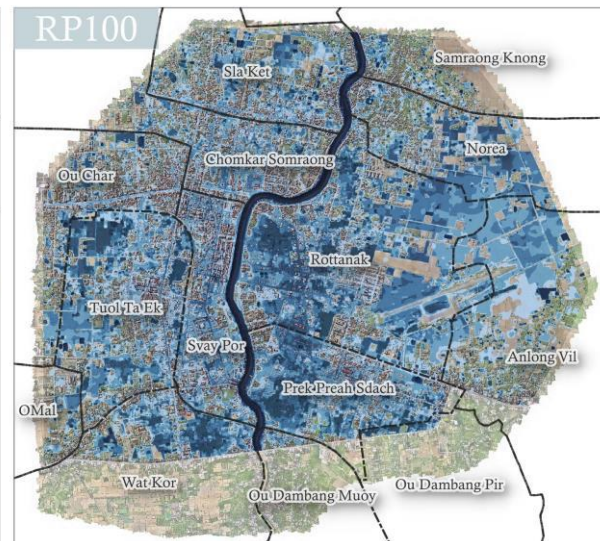 RP100
Samraong Knong
Sla Ket
Norea
Chomkar Somraong
Ou Char
Rottanak
Tuol Ta Ek
Svay Por
Anlong Vil
Prek Preah Sdach
OMal
Wat Kor
Ou Dambang Pir
Ou Dambang Muoy